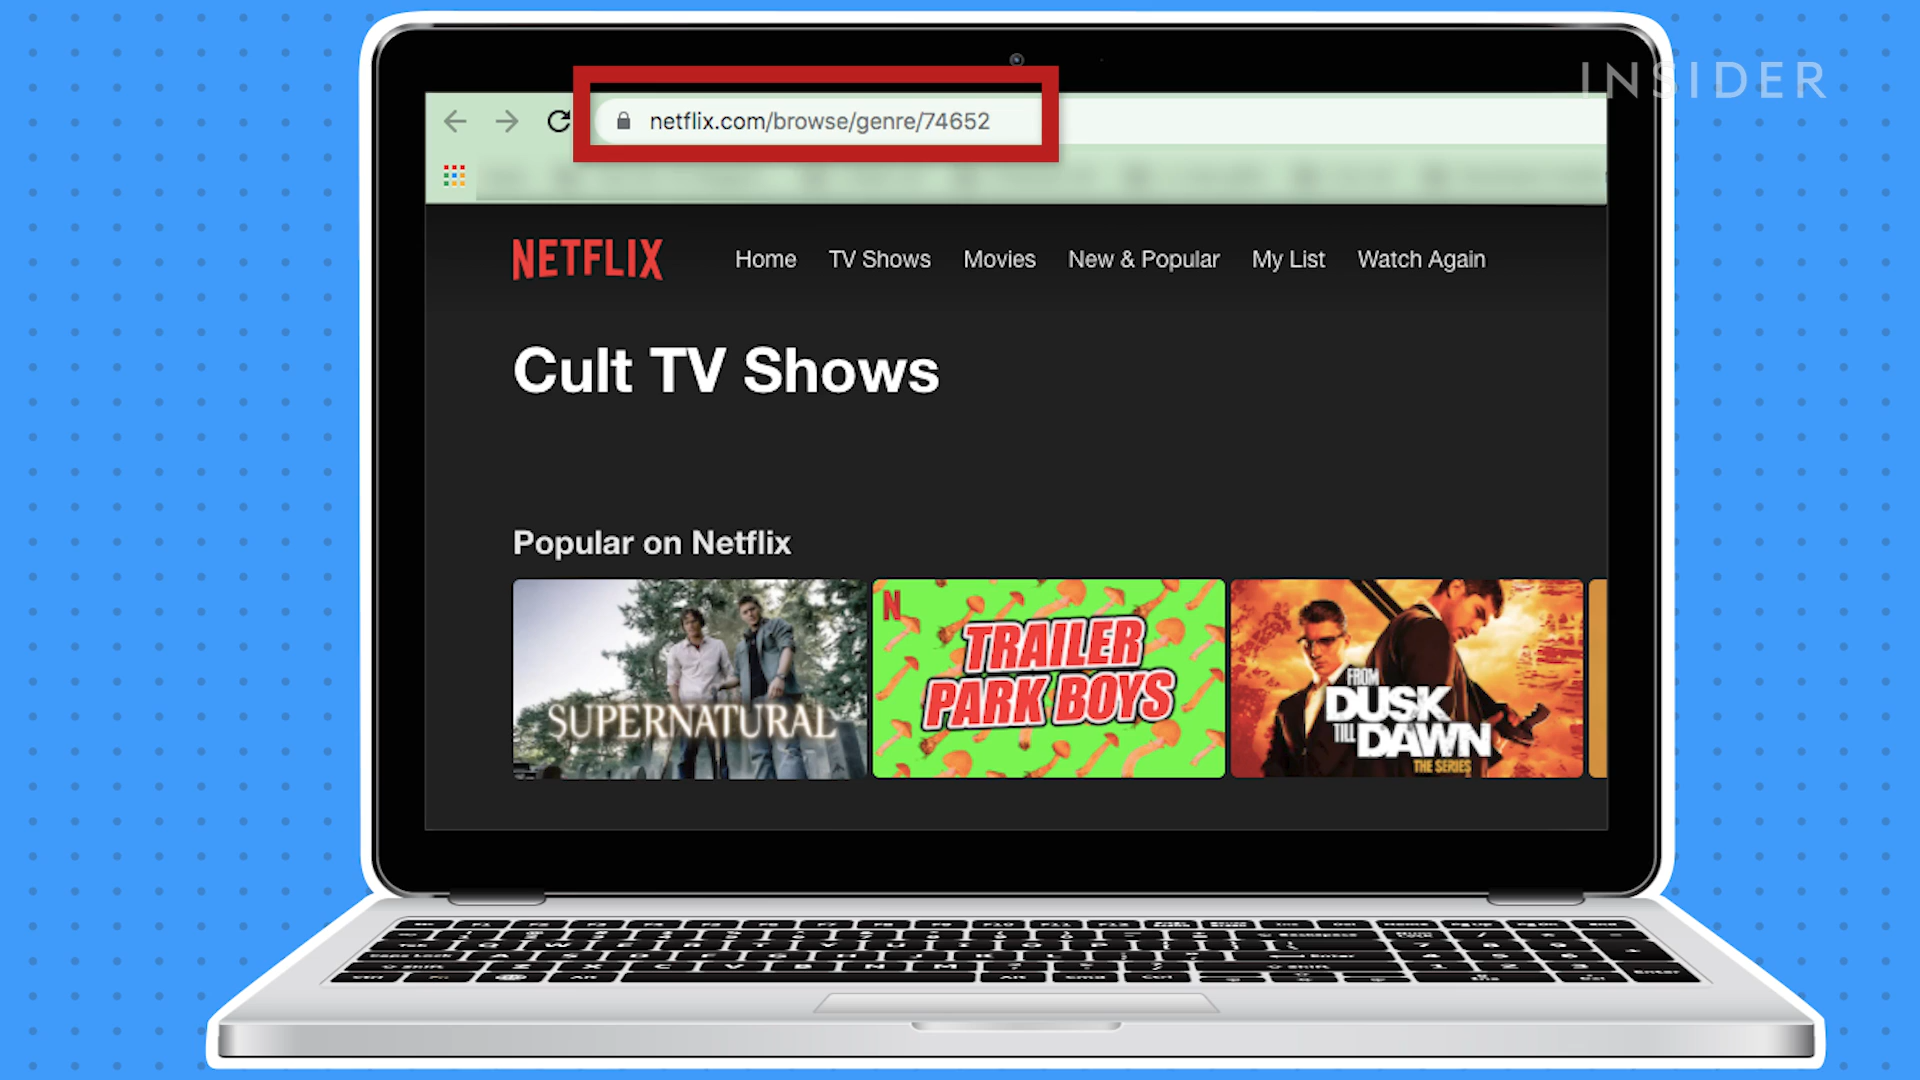 INSIDER
netflix.com/browse/genre/74652
NETFLIX
Home TV Shows Movies New & Popular My List Watch Again
Cult TV Shows
Popular on Netflix
SUPERNATURAL
N
TRAILER
PARK BOYS
FROM
DUSK
TILL DAWN
THE SERIES